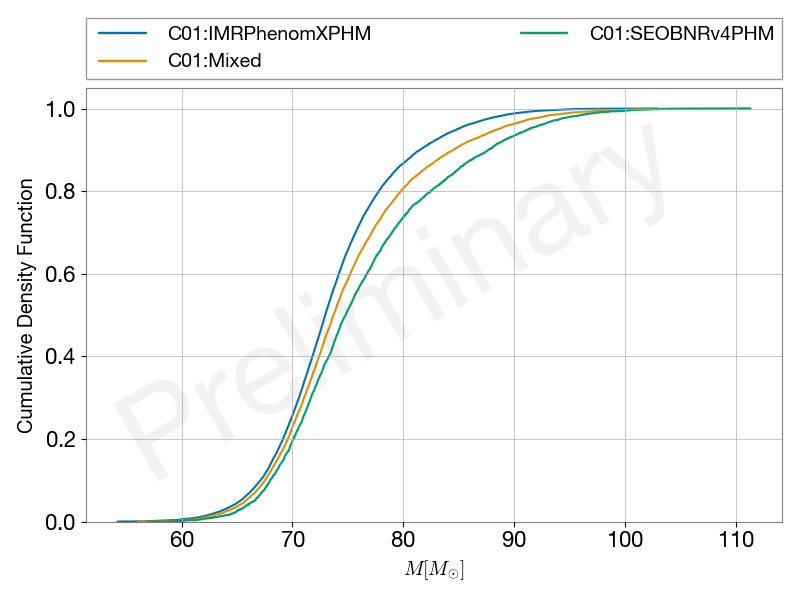 C01:IMRPhenomXPHM
C01:Mixed
C01:SEOBNRv4PHM
Preliminary
Cumulative Density Function
1.0
0.8
0.6
0.4
0.2
0.0
60 70 80 90 100 110
M[M⊙]